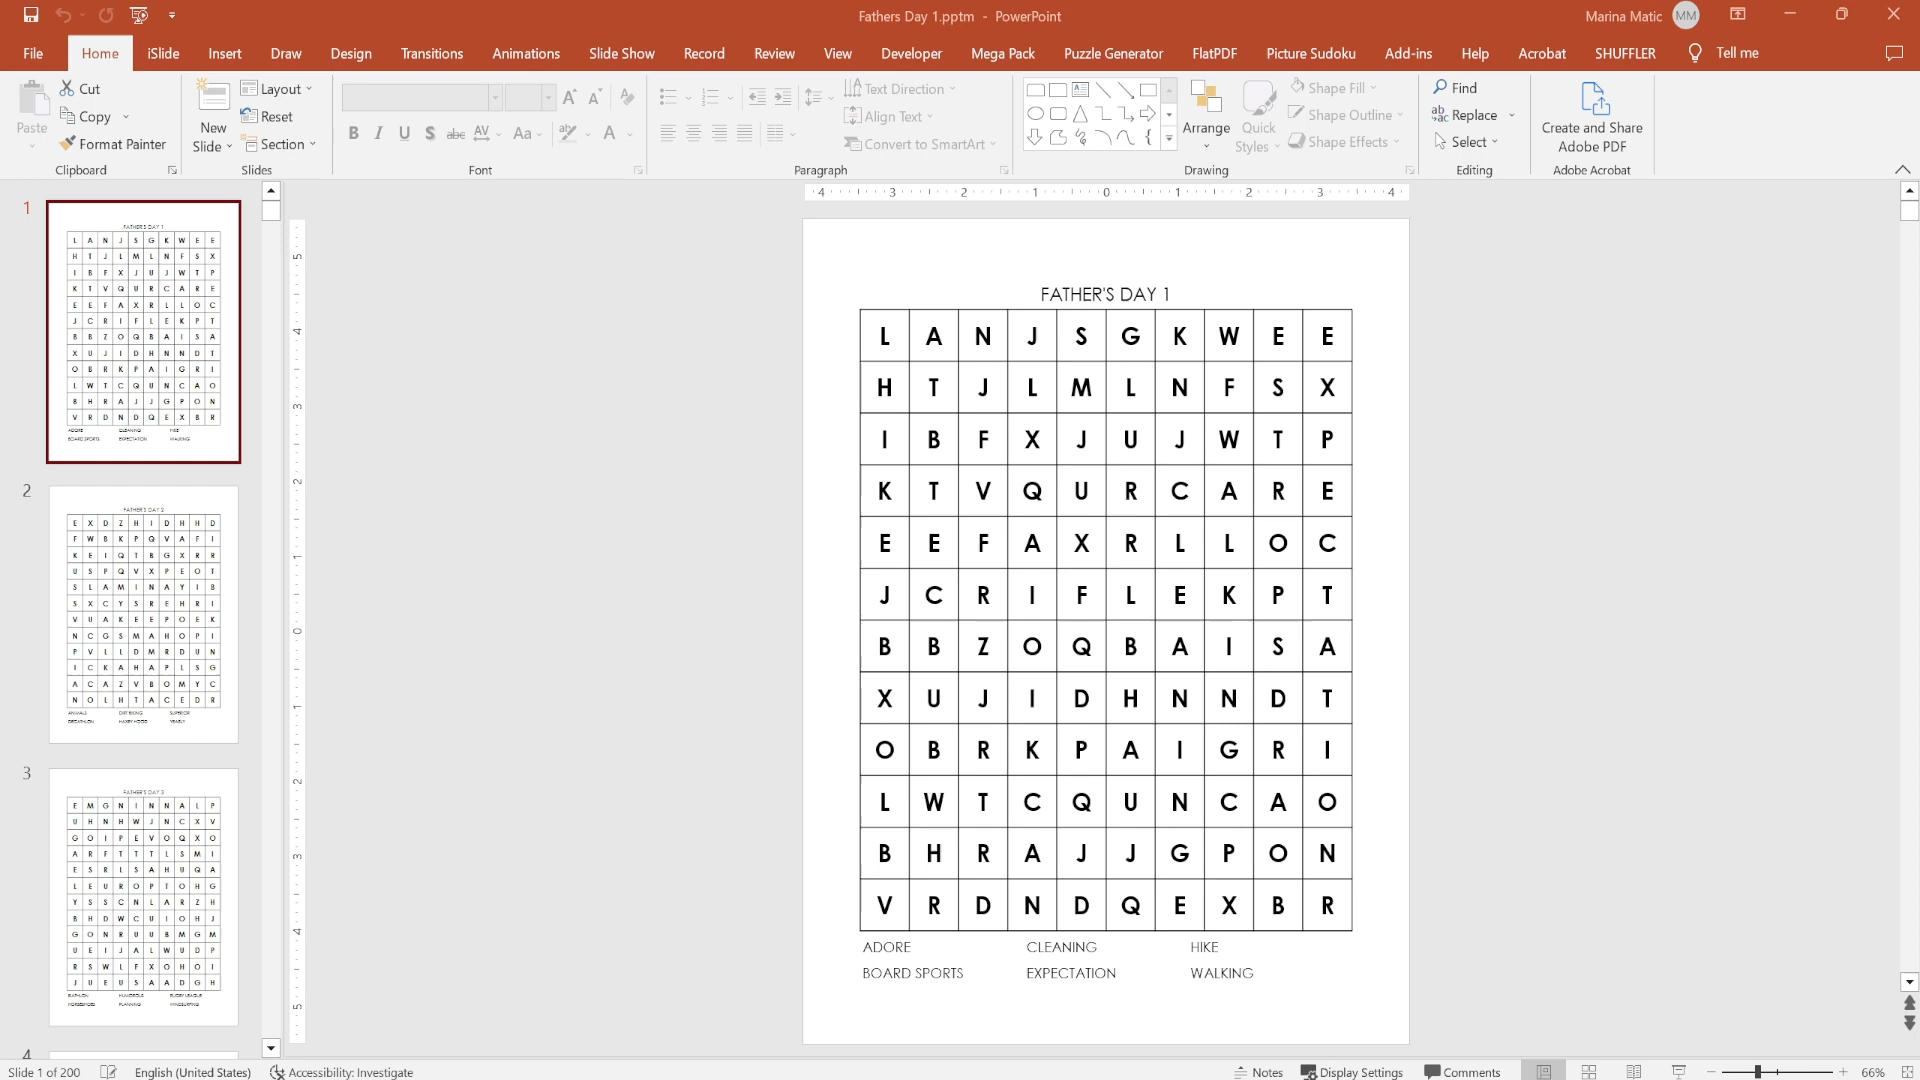 Fathers Day 1.pptm - PowerPoint
Marina Matic MM
File Home iSlide Insert Draw Design Transitions Animations Slide Show Record Review View Developer Mega Pack Puzzle Generator FlatPDF Picture Sudoku Add-ins Help Acrobat SHUFFLER Tell me
Paste
Cut
Copy
Format Painter
Clipboard
New
Slide
Layout
Reset
Section
Slides
Font
Text Direction
Align Text
Convert to SmartArt
Paragraph
Arrange
Quick
Styles
Shape Fill
Shape Outline
Shape Effects
Drawing
Find
Replace
Select
Editing
Create and Share
Adobe PDF
Adobe Acrobat
1
2
3
4
FATHER'S DAY 1
L A N J S G K W E E
H T J L M L N F S X
I B F X J U J W T P
K T V Q U R C A R E
E E F A X R L L O C
J C R I F L E K P T
B B Z O Q B A I S A
X U J I D H N N D T
O B R K P A I G R I
L W T C Q U N C A O
B H R A J J G P O N
V R D N D Q E X B R
ADORE CLEANING HIKE
BOARD SPORTS EXPECTATION WALKING
Slide 1 of 200 English (United States) Accessibility: Investigate Notes Display Settings Comments 66%